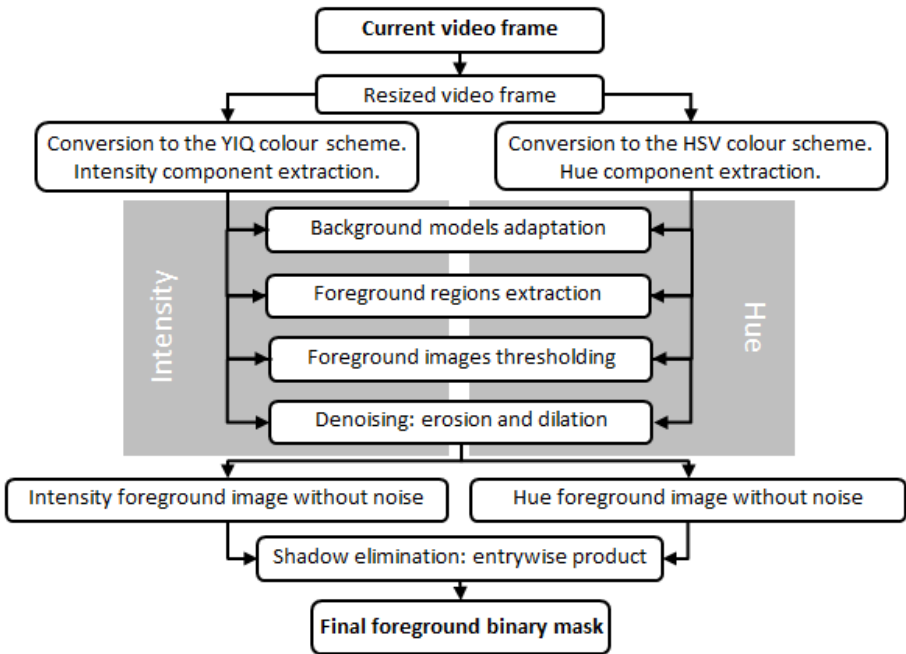 Current video frame
Resized video frame
Conversion to the YIQ colour scheme.
Intensity component extraction.
Conversion to the HSV colour scheme.
Hue component extraction.
Intensity
Hue
Background models adaptation
Foreground regions extraction
Foreground images thresholding
Denoising: erosion and dilation
Intensity foreground image without noise
Hue foreground image without noise
Shadow elimination: entrywise product
Final foreground binary mask